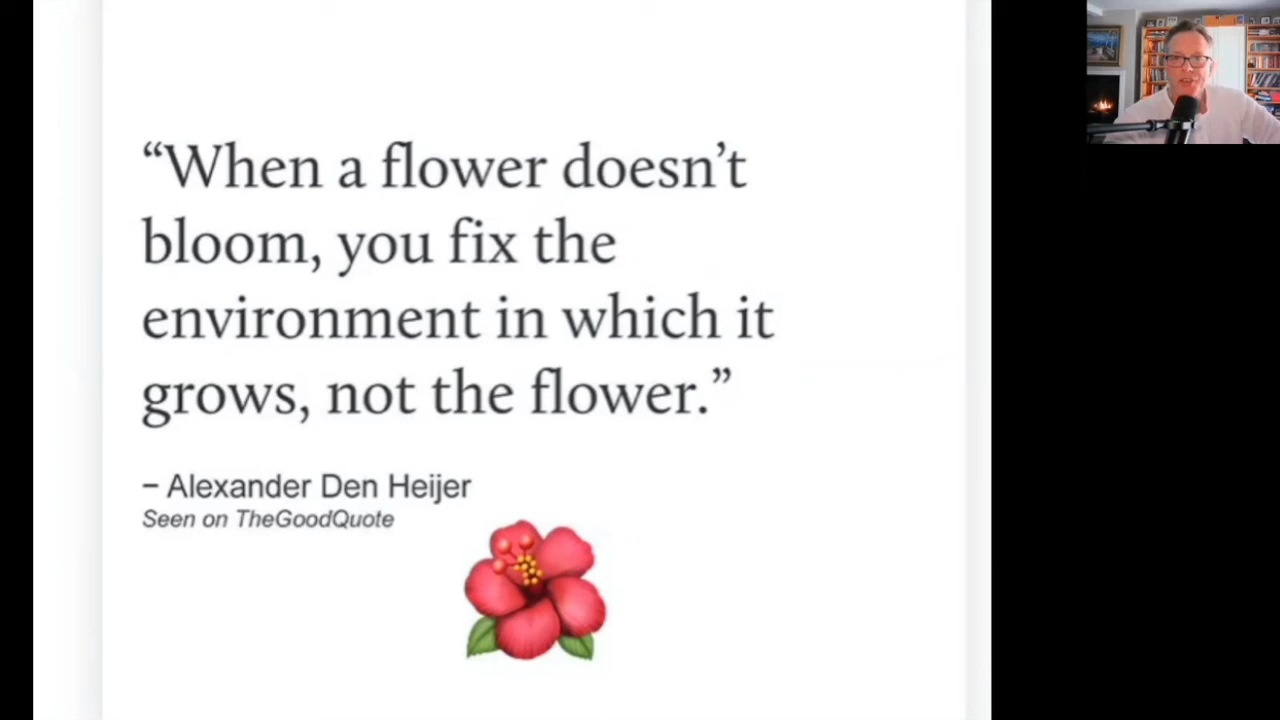 “When a flower doesn’t
bloom, you fix the
environment in which it
grows, not the flower.”
– Alexander Den Heijer
Seen on TheGoodQuote